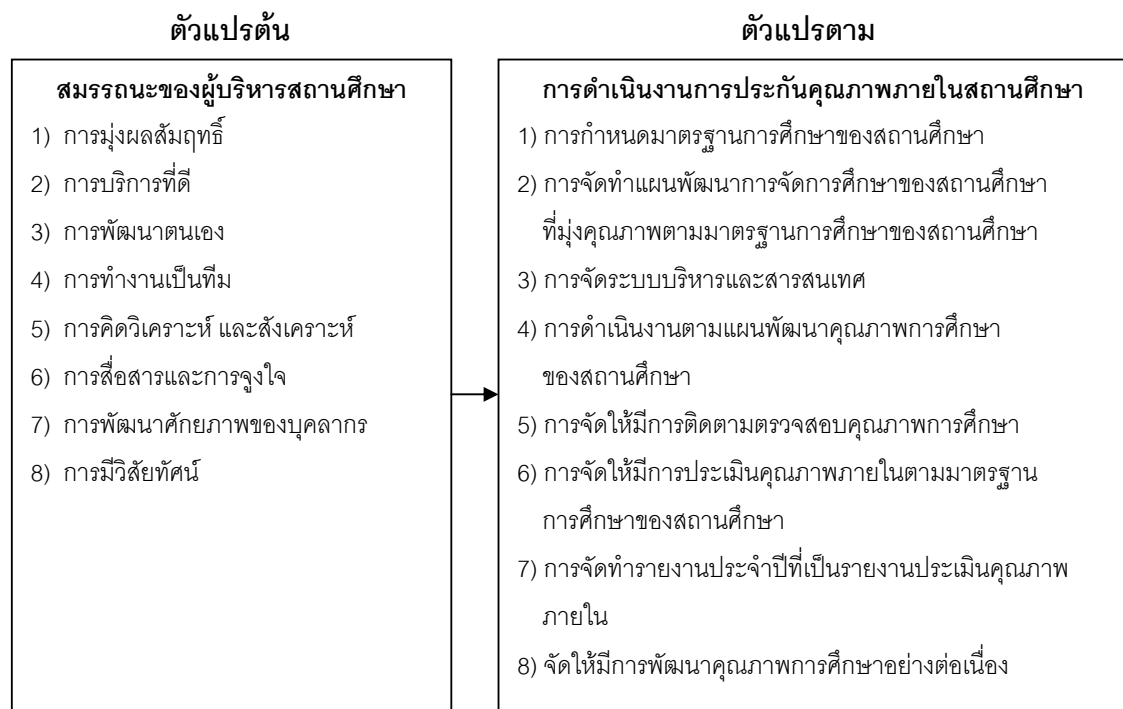 ตัวแปรต้น
สมรรถนะของผู้บริหารสถานศึกษา
1) การมุ่งผลสัมฤทธิ์
2) การบริการที่ดี
3) การพัฒนาตนเอง
4) การทำงานเป็นทีม
5) การคิดวิเคราะห์ และสังเคราะห์
6) การสื่อสารและการจูงใจ
7) การพัฒนาศักยภาพของบุคลากร
8) การมีวิสัยทัศน์
ตัวแปรตาม
การดำเนินงานการประกันคุณภาพภายในสถานศึกษา
1) การกำหนดมาตรฐานการศึกษาของสถานศึกษา
2) การจัดทำแผนพัฒนาการจัดการศึกษาของสถานศึกษา
ที่มุ่งคุณภาพตามมาตรฐานการศึกษาของสถานศึกษา
3) การจัดระบบบริหารและสารสนเทศ
4) การดำเนินงานตามแผนพัฒนาคุณภาพการศึกษา
ของสถานศึกษา
5) การจัดให้มีการติดตามตรวจสอบคุณภาพการศึกษา
6) การจัดให้มีการประเมินคุณภาพภายในตามมาตรฐาน
การศึกษาของสถานศึกษา
7) การจัดทำรายงานประจำปีที่เป็นรายงานประเมินคุณภาพ
ภายใน
8) จัดให้มีการพัฒนาคุณภาพการศึกษาอย่างต่อเนื่อง